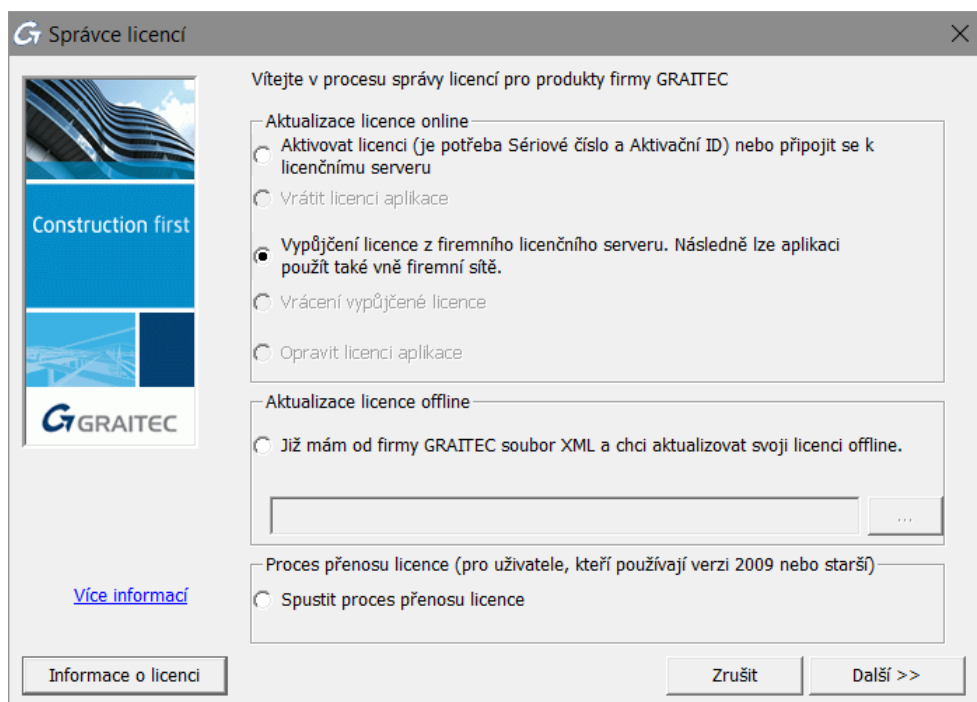 Správce licencí
Vítejte v procesu správy licencí pro produkty firmy GRAITEC
Aktualizace licence online
Aktivovat licenci (je potřeba Sériové číslo a Aktivační ID) nebo připojit se k
licenčnímu serveru
Vrátit licenci aplikace
Construction first
Vypůjčení licence z firemního licenčního serveru. Následně lze aplikaci
použít také vně firemní sítě.
Vrácení vypůjčené licence
Opravit licenci aplikace
Aktualizace licence offline
GRAITEC
Již mám od firmy GRAITEC soubor XML a chci aktualizovat svoji licenci offline.
...
Proces přenosu licence (pro uživatele, kteří používají verzi 2009 nebo starší)
Více informací
Spustit proces přenosu licence
Informace o licenci
Zrušit
Další >>